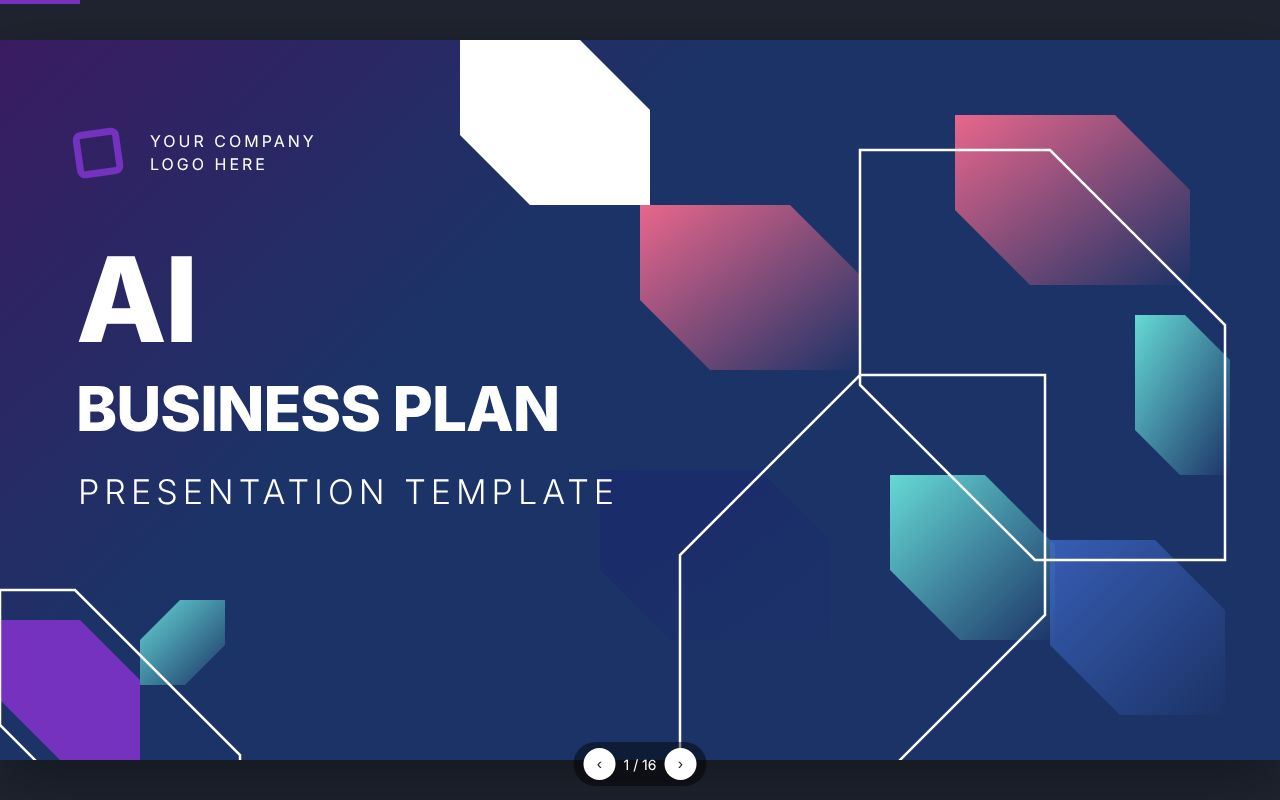 YOUR COMPANY
LOGO HERE
AI
BUSINESS PLAN
PRESENTATION TEMPLATE
‹ 1 / 16 ›